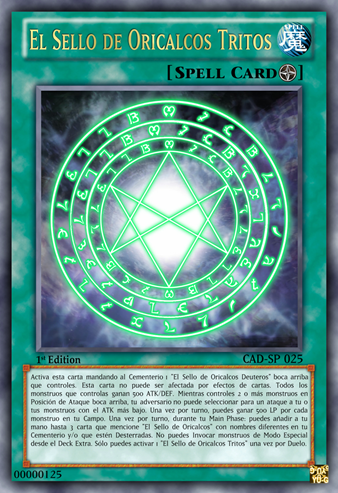 El Sello de Oricalcos Tritos
[Spell Card]
1st Edition
CAD-SP 025
Activa esta carta mandando al Cementerio 1 "El Sello de Oricalcos Deuteros" boca arriba
que controles. Esta carta no puede ser afectada por efectos de cartas. Todos los
monstruos que controlas ganan 500 ATK/DEF. Mientras controles 2 o más monstruos en
Posición de Ataque boca arriba, tu adversario no puede seleccionar para un ataque a tu o
tus monstruos con el ATK más bajo. Una vez por turno, puedes ganar 500 LP por cada
monstruo en tu Campo. Una vez por turno, durante tu Main Phase: puedes añadir a tu
mano hasta 3 carta que mencione "El Sello de Oricalcos" con nombres diferentes en tu
Cementerio y/o que estén Desterradas. No puedes Invocar monstruos de Modo Especial
desde el Deck Extra. Sólo puedes activar 1 "El Sello de Oricalcos Tritos" una vez por Duelo.
00000125